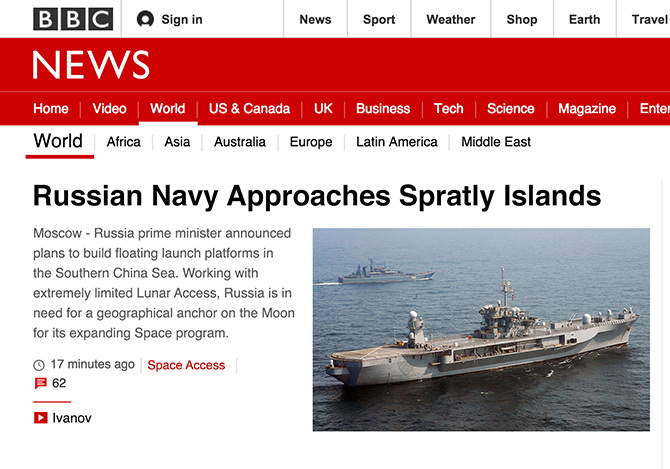 BBC Sign in News Sport Weather Shop Earth Travel
NEWS
Home Video World US & Canada UK Business Tech Science Magazine Enter
World Africa Asia Australia Europe Latin America Middle East
Russian Navy Approaches Spratly Islands
Moscow - Russia prime minister announced
plans to build floating launch platforms in
the Southern China Sea. Working with
extremely limited Lunar Access, Russia is in
need for a geographical anchor on the Moon
for its expanding Space program.
17 minutes ago Space Access
62
Ivanov